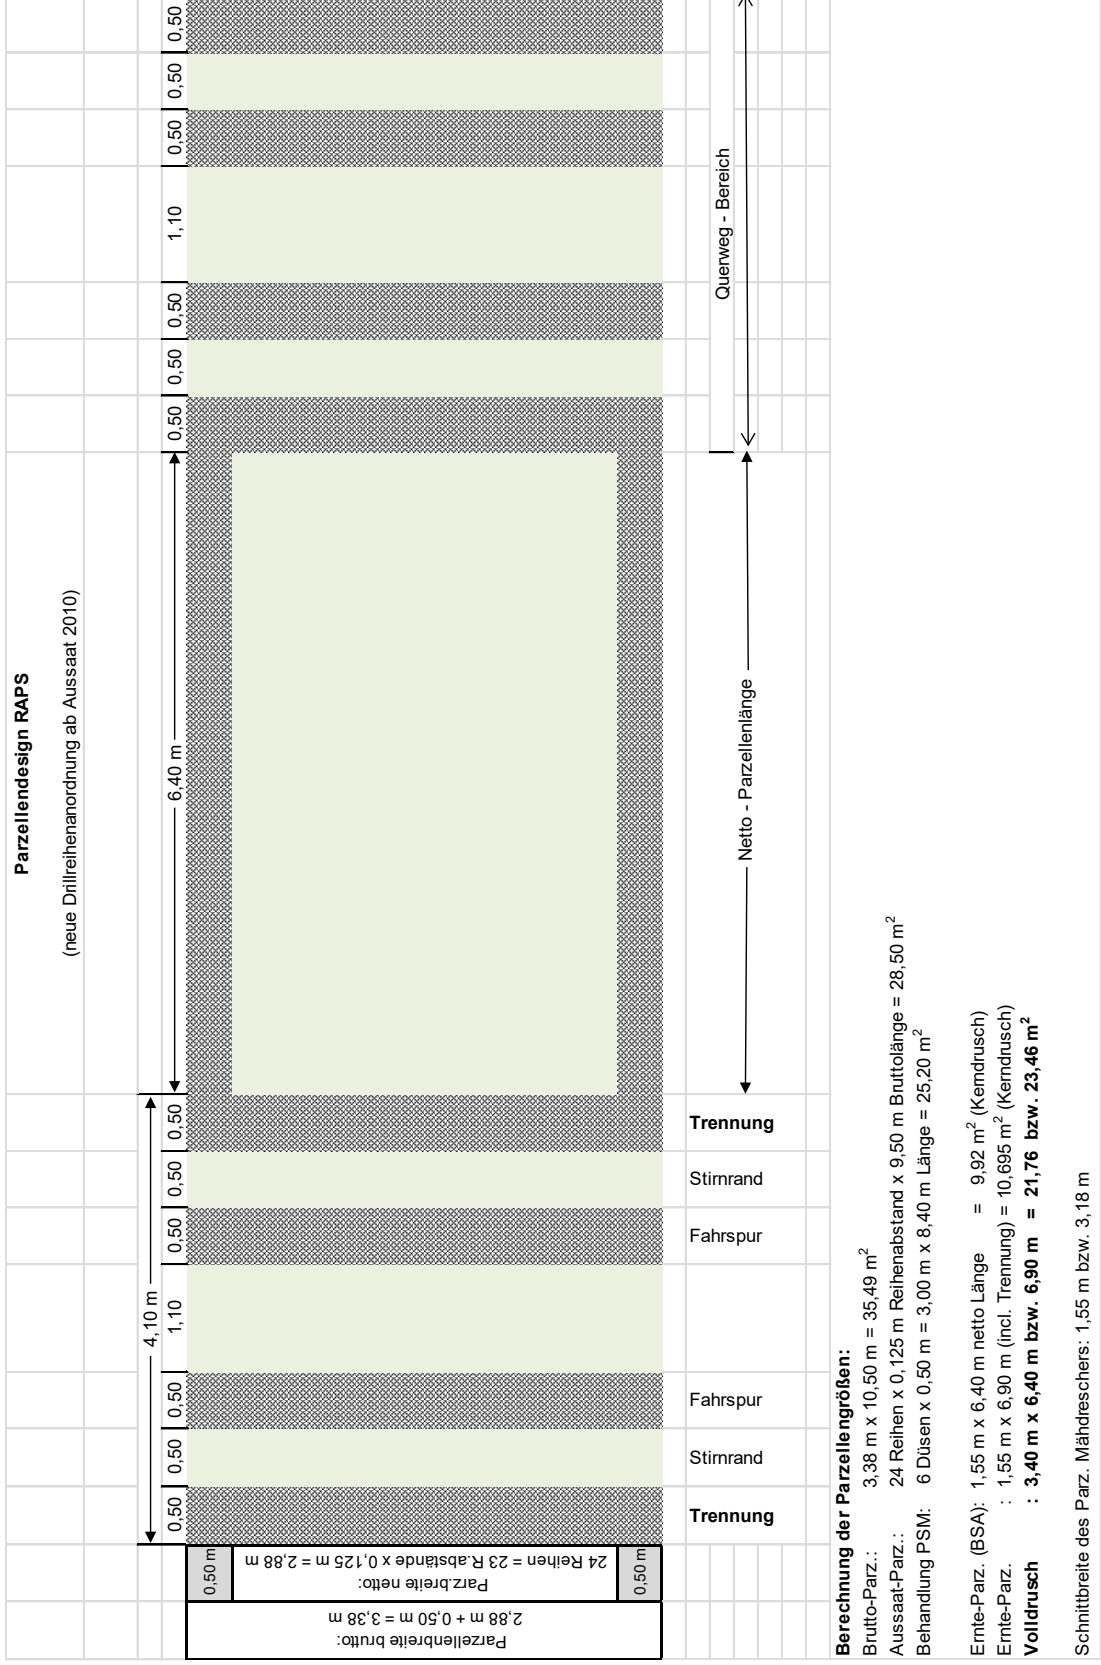 Parzellendesign RAPS
(neue Drillreihenanordnung ab Aussaat 2010)
4,10 m
6,40 m
0,50
0,50
0,50
1,10
0,50
0,50
0,50
0,50
0,50
0,50
1,10
0,50
0,50
0,50
Parzellenbreite brutto:
2,88 m + 0,50 m = 3,38 m
0,50 m
Parz.breite netto:
24 Reihen = 23 R.abstände x 0,125 m = 2,88 m
0,50 m
Trennung
Stirnrand
Fahrspur
Fahrspur
Stirnrand
Trennung
Netto - Parzellenlänge
Querweg - Bereich
Berechnung der Parzellengrößen:
Brutto-Parz.: 3,38 m x 10,50 m = 35,49 m²
Aussaat-Parz.: 24 Reihen x 0,125 m Reihenabstand x 9,50 m Bruttolänge = 28,50 m²
Behandlung PSM: 6 Düsen x 0,50 m = 3,00 m x 8,40 m Länge = 25,20 m²
Ernte-Parz. (BSA): 1,55 m x 6,40 m netto Länge = 9,92 m² (Kerndrusch)
Ernte-Parz. : 1,55 m x 6,90 m (incl. Trennung) = 10,695 m² (Kerndrusch)
Volldrusch : 3,40 m x 6,40 m bzw. 6,90 m = 21,76 bzw. 23,46 m²
Schnittbreite des Parz. Mähdreschers: 1,55 m bzw. 3,18 m